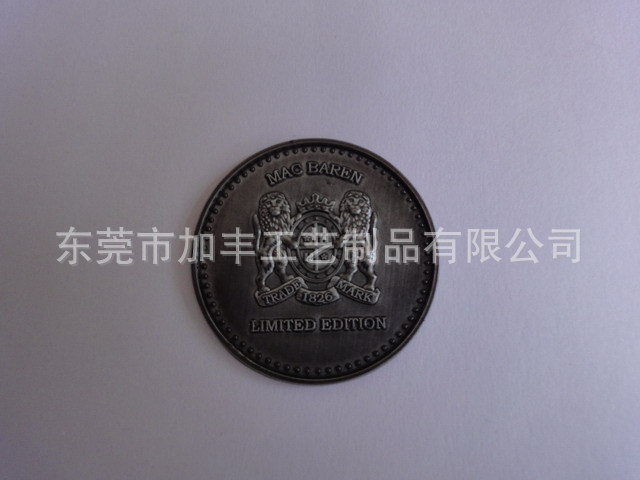 MAC BAREN
东莞市加丰工艺制品有限公司
TRADE 1826 MARK
LIMITED EDITION